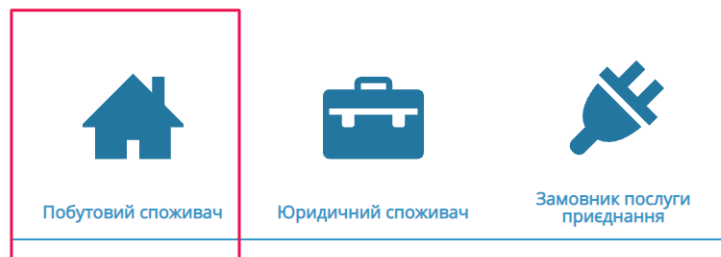 Побутовий споживач
Юридичний споживач
Замовник послуги
приєднання